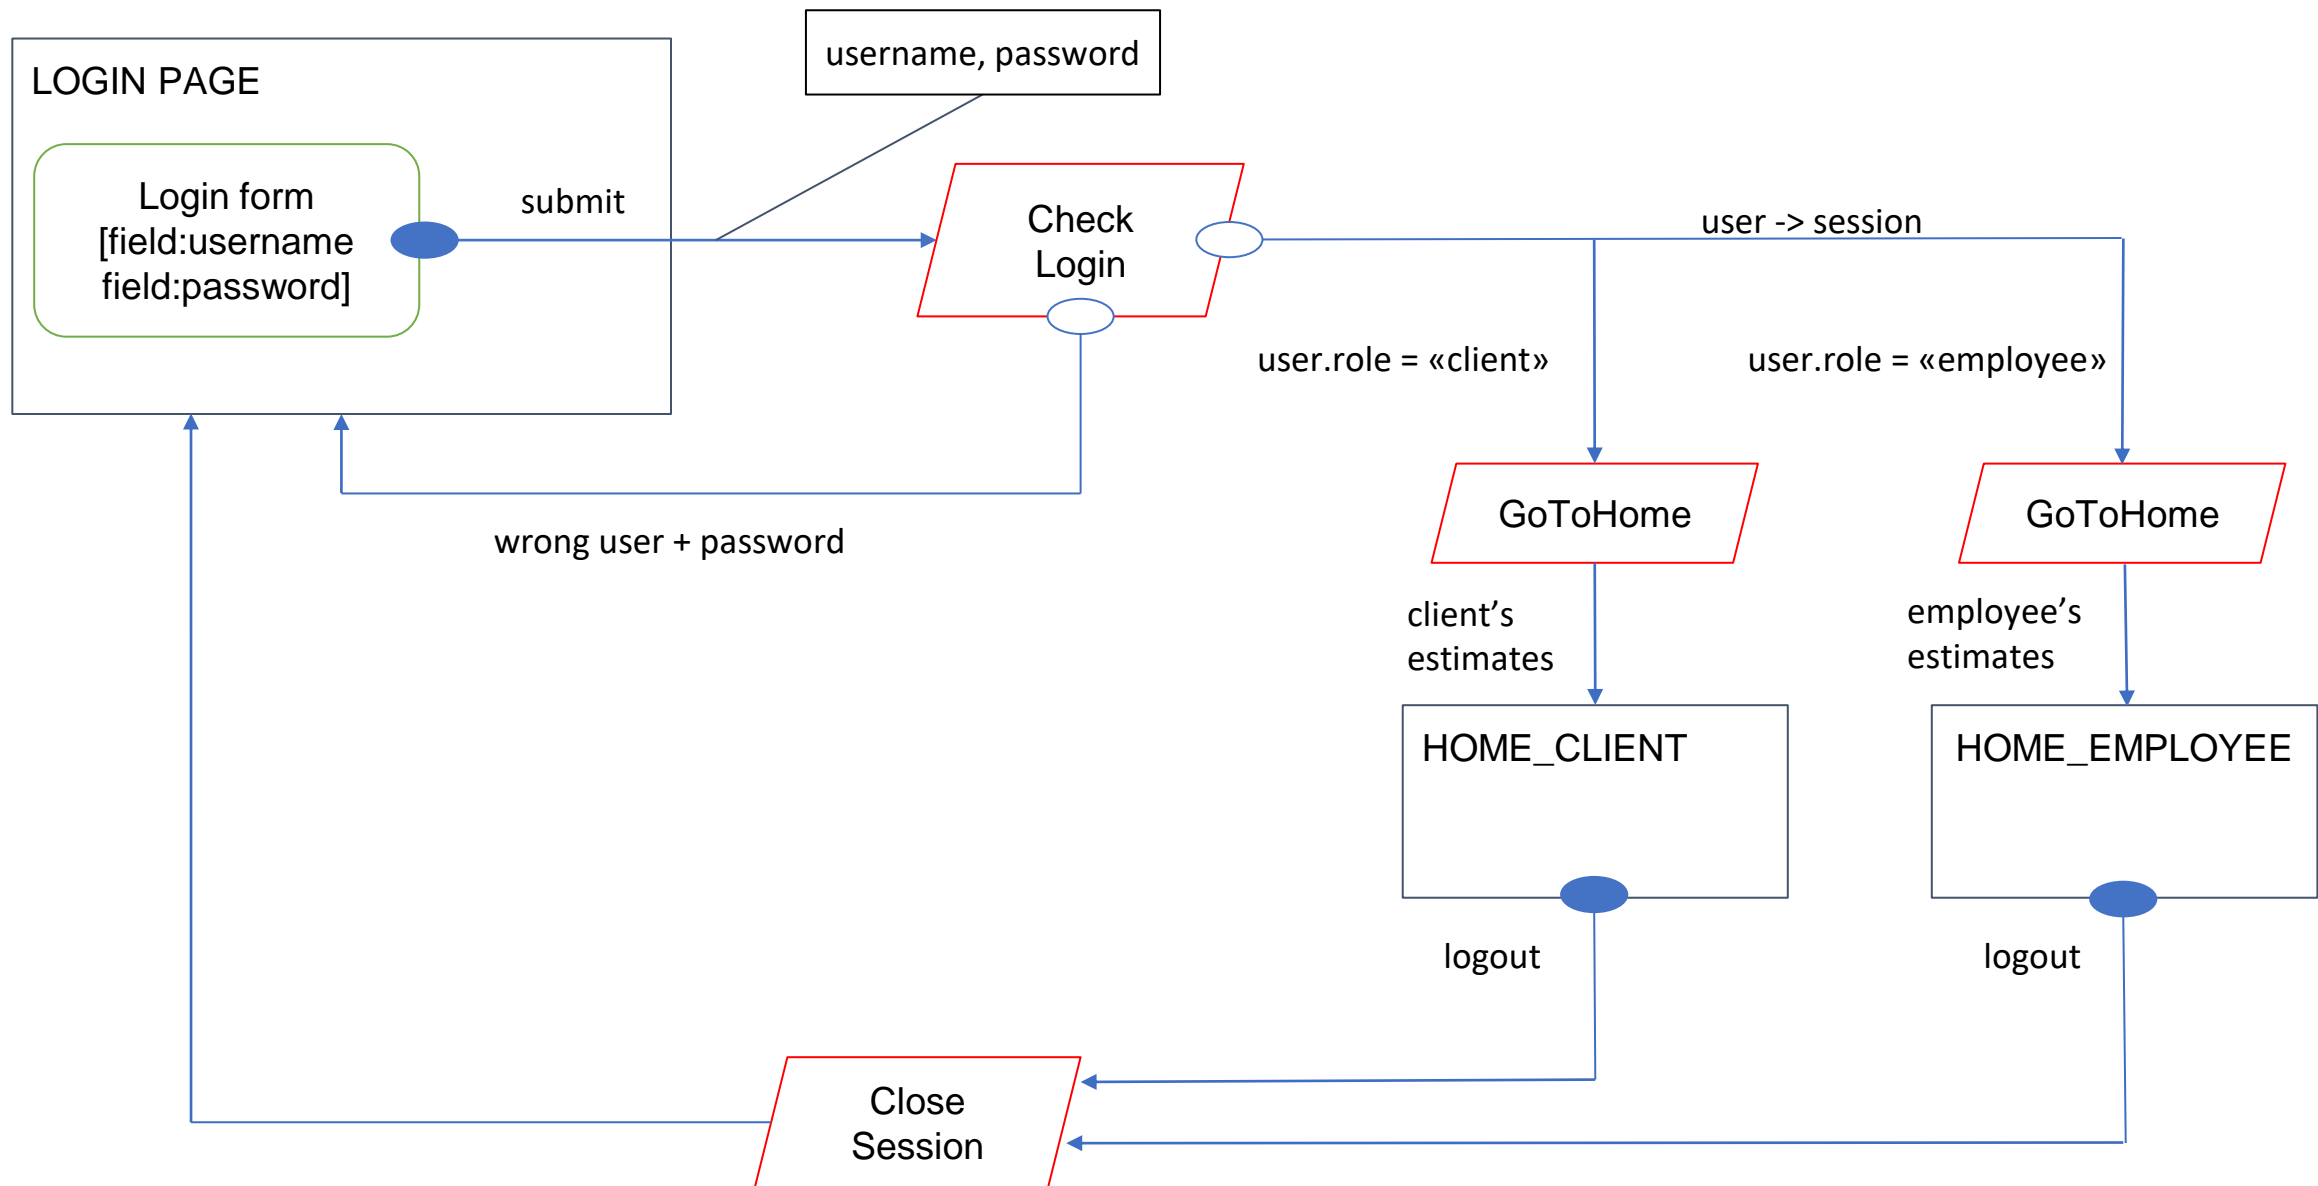 username, password
LOGIN PAGE
Login form
[field:username
field:password]
submit
Check
Login
user -> session
user.role = «client»
user.role = «employee»
GoToHome
GoToHome
wrong user + password
client’s
estimates
employee’s
estimates
HOME_CLIENT
HOME_EMPLOYEE
logout
logout
Close
Session